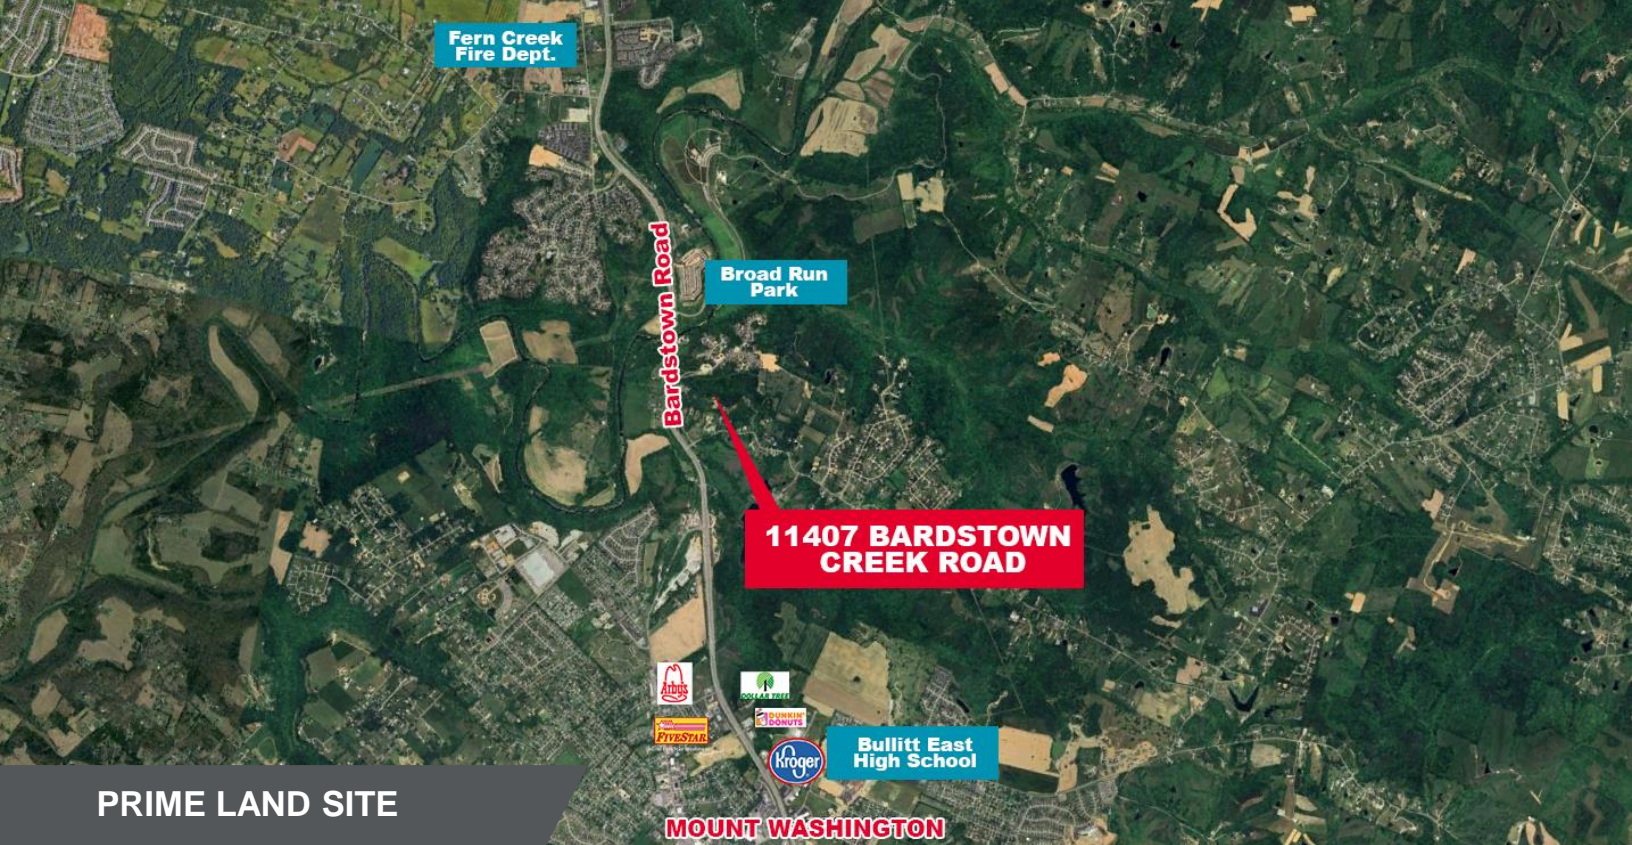 Fern Creek
Fire Dept.
Bardstown Road
Broad Run
Park
11407 BARDSTOWN
CREEK ROAD
Arby's
DOLLAR TREE
DUNKIN'
DONUTS
FIVESTAR
Kroger
Bullitt East
High School
PRIME LAND SITE
MOUNT WASHINGTON